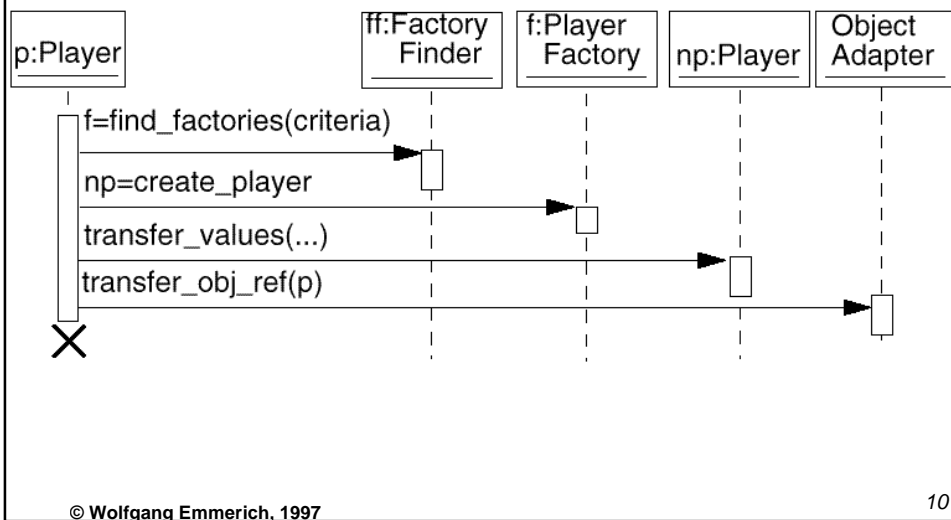 p:Player
ff:Factory
Finder
f:Player
Factory
np:Player
Object
Adapter
f=find_factories(criteria)
np=create_player
transfer_values(...)
transfer_obj_ref(p)
© Wolfgang Emmerich, 1997
10